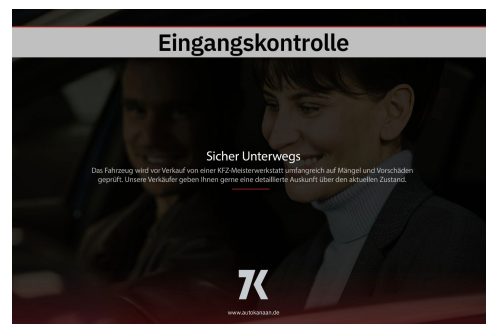 Eingangskontrolle
Sicher Unterwegs
Das Fahrzeug wird vor Verkauf von einer KFZ-Meisterwerkstatt umfangreich auf Mängel und Vorschäden
geprüft. Unsere Verkäufer geben Ihnen gerne eine detaillierte Auskunft über den aktuellen Zustand.
7K
www.autokanaan.de